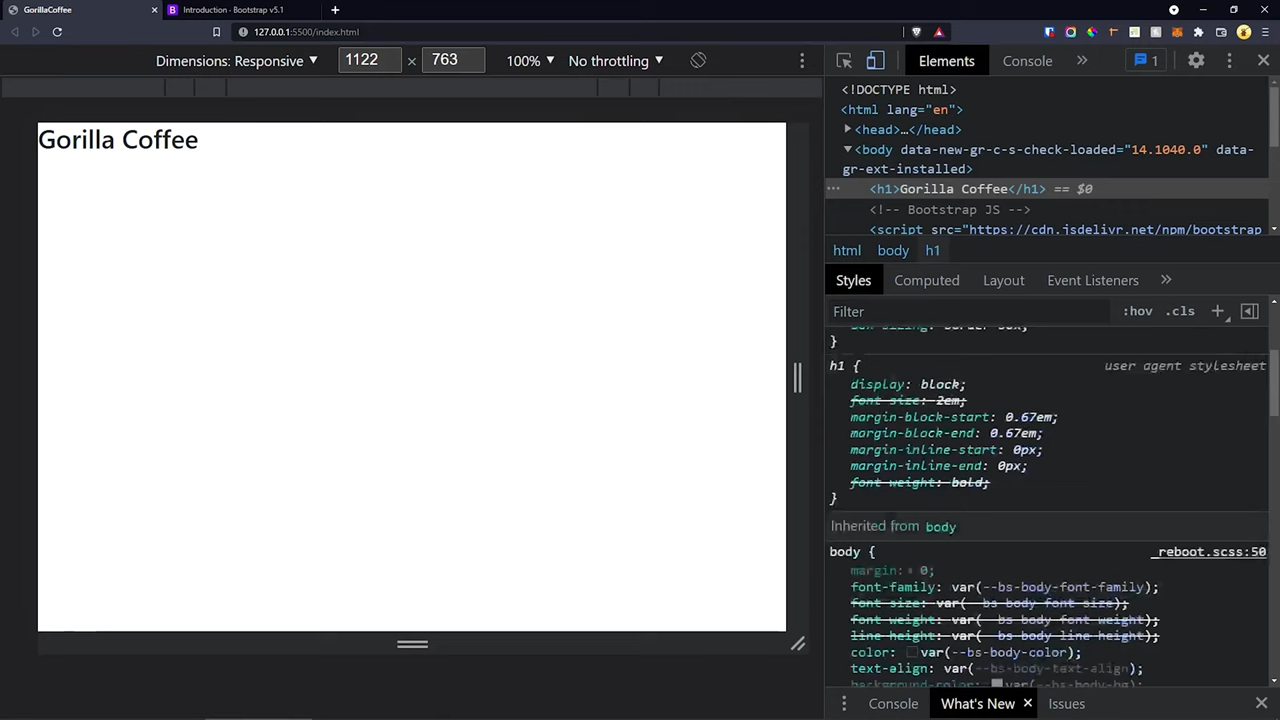 GorillaCoffee
Introduction · Bootstrap v5.1
127.0.0.1:5500/index.html
Dimensions: Responsive 1122 × 763 100% No throttling
Elements Console 1
<!DOCTYPE html>
<html lang="en">
<head>…</head>
<body data-new-gr-c-s-check-loaded="14.1040.0" data-
gr-ext-installed>
<h1>Gorilla Coffee</h1> == $0
<!-- Bootstrap JS -->
<script src="https://cdn.jsdelivr.net/npm/bootstrap
html body h1
Styles Computed Layout Event Listeners
Filter :hov .cls
}
h1 { user agent stylesheet
display: block;
font-size: 2em;
margin-block-start: 0.67em;
margin-block-end: 0.67em;
margin-inline-start: 0px;
margin-inline-end: 0px;
font-weight: bold;
}
Inherited from body
body { _reboot.scss:50
margin: 0;
font-family: var(--bs-body-font-family);
font-size: var(--bs-body-font-size);
font-weight: var(--bs-body-font-weight);
line-height: var(--bs-body-line-height);
color: var(--bs-body-color);
text-align: var(--bs-body-text-align);
background-color: var(--bs-body-bg);
Console What's New Issues
Gorilla Coffee